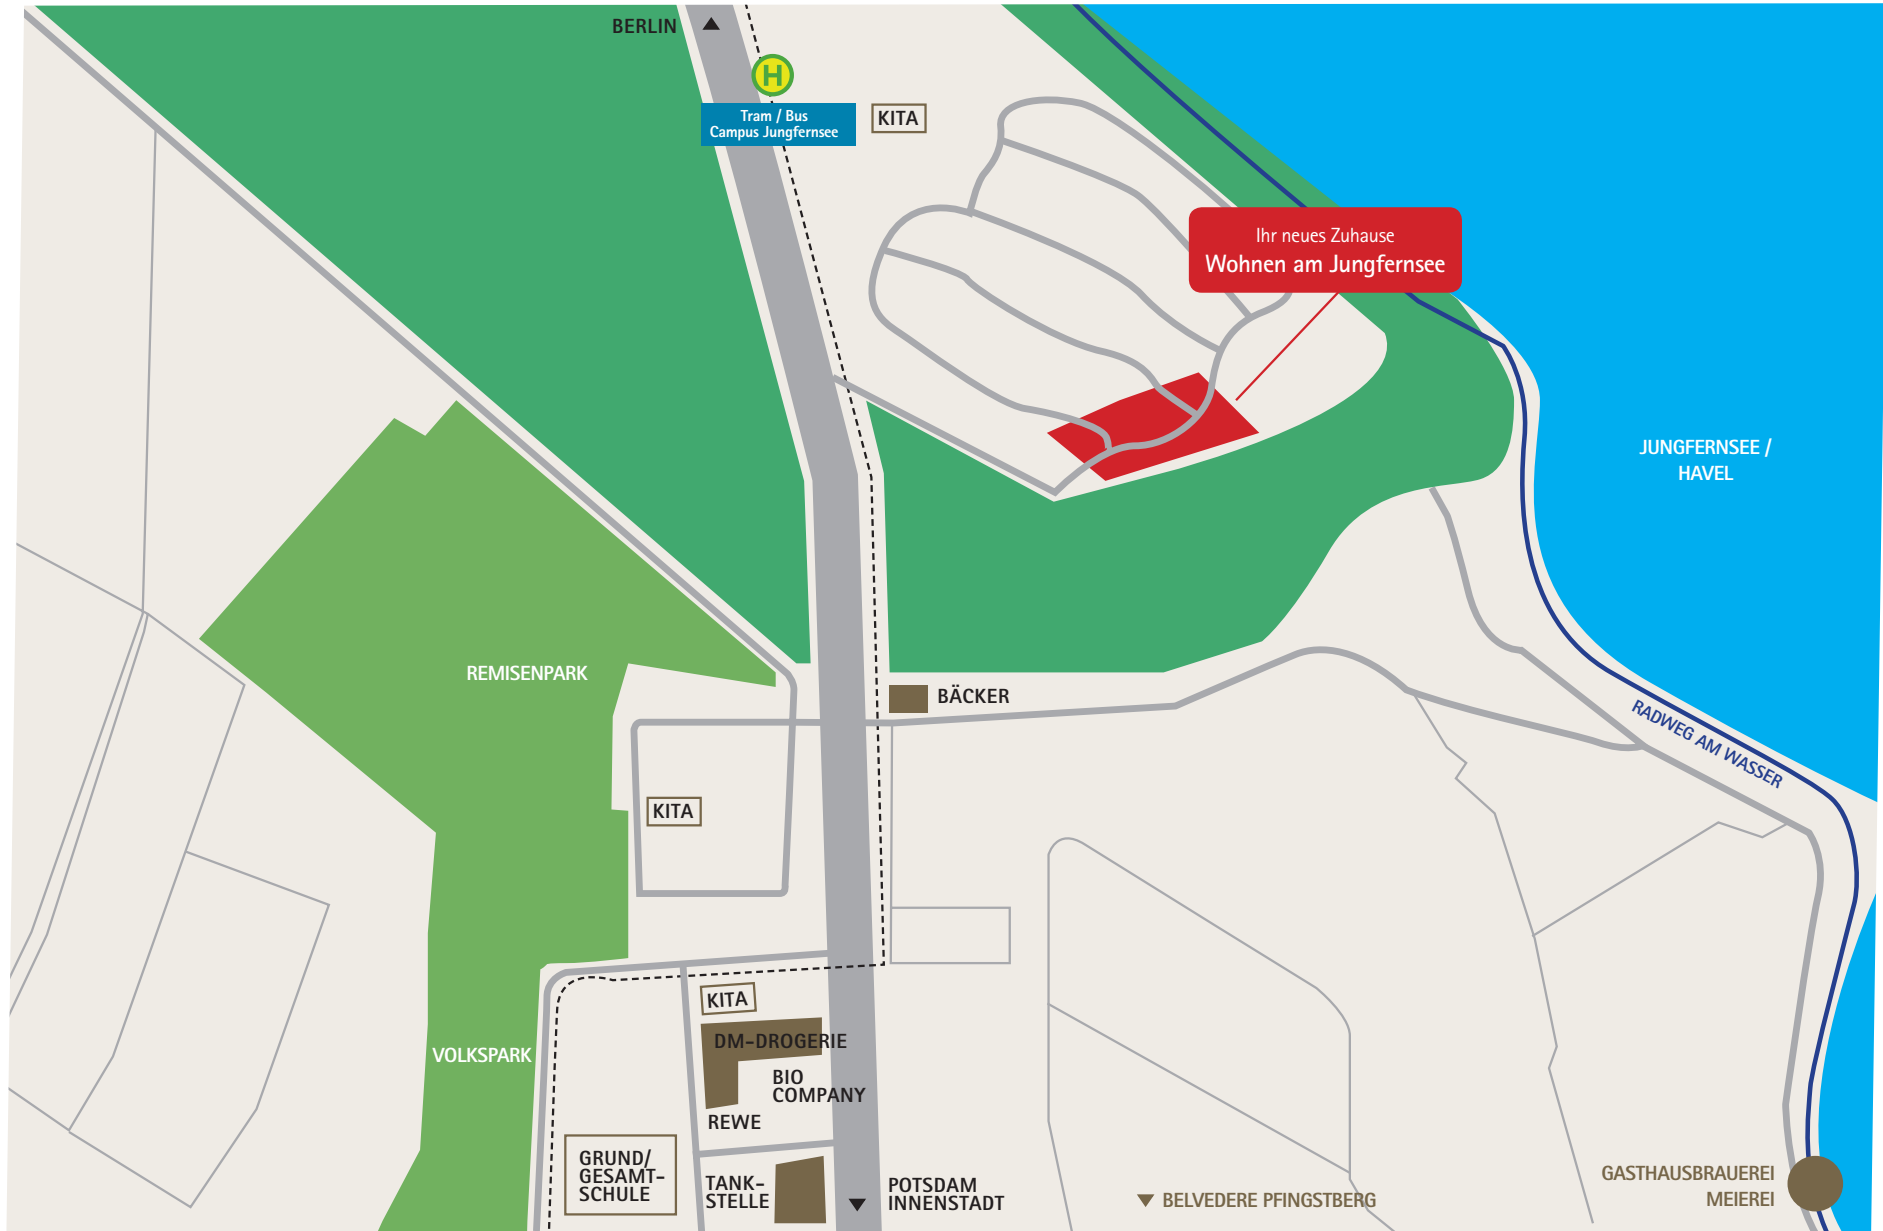 BERLIN
H
Tram / Bus
Campus Jungfernsee
KITA
Ihr neues Zuhause
Wohnen am Jungfernsee
JUNGFERNSEE /
HAVEL
REMISENPARK
BÄCKER
RADWEG AM WASSER
KITA
KITA
DM-DROGERIE
VOLKSPARK
BIO
COMPANY
REWE
GRUND/
GESAMT-
SCHULE
TANK-
STELLE
POTSDAM
INNENSTADT
BELVEDERE PFINGSTBERG
GASTHAUSBRAUEREI
MEIEREI